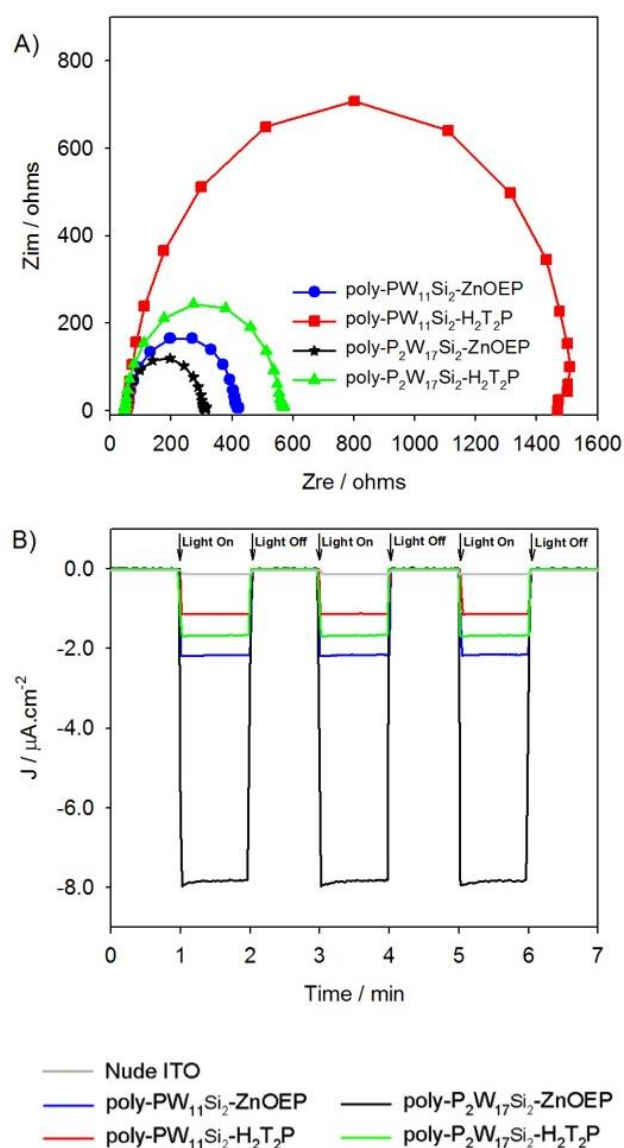 A)
800
600
400
200
0
Zim / ohms
poly-PW₁₁Si₂-ZnOEP
poly-PW₁₁Si₂-H₂T₂P
poly-P₂W₁₇Si₂-ZnOEP
poly-P₂W₁₇Si₂-H₂T₂P
0 200 400 600 800 1000 1200 1400 1600
Zre / ohms
B)
Light On Light Off Light On Light Off Light On Light Off
0.0
-2.0
-4.0
-6.0
-8.0
J / µA.cm⁻²
0 1 2 3 4 5 6 7
Time / min
Nude ITO
poly-PW₁₁Si₂-ZnOEP poly-P₂W₁₇Si₂-ZnOEP
poly-PW₁₁Si₂-H₂T₂P poly-P₂W₁₇Si₂-H₂T₂P